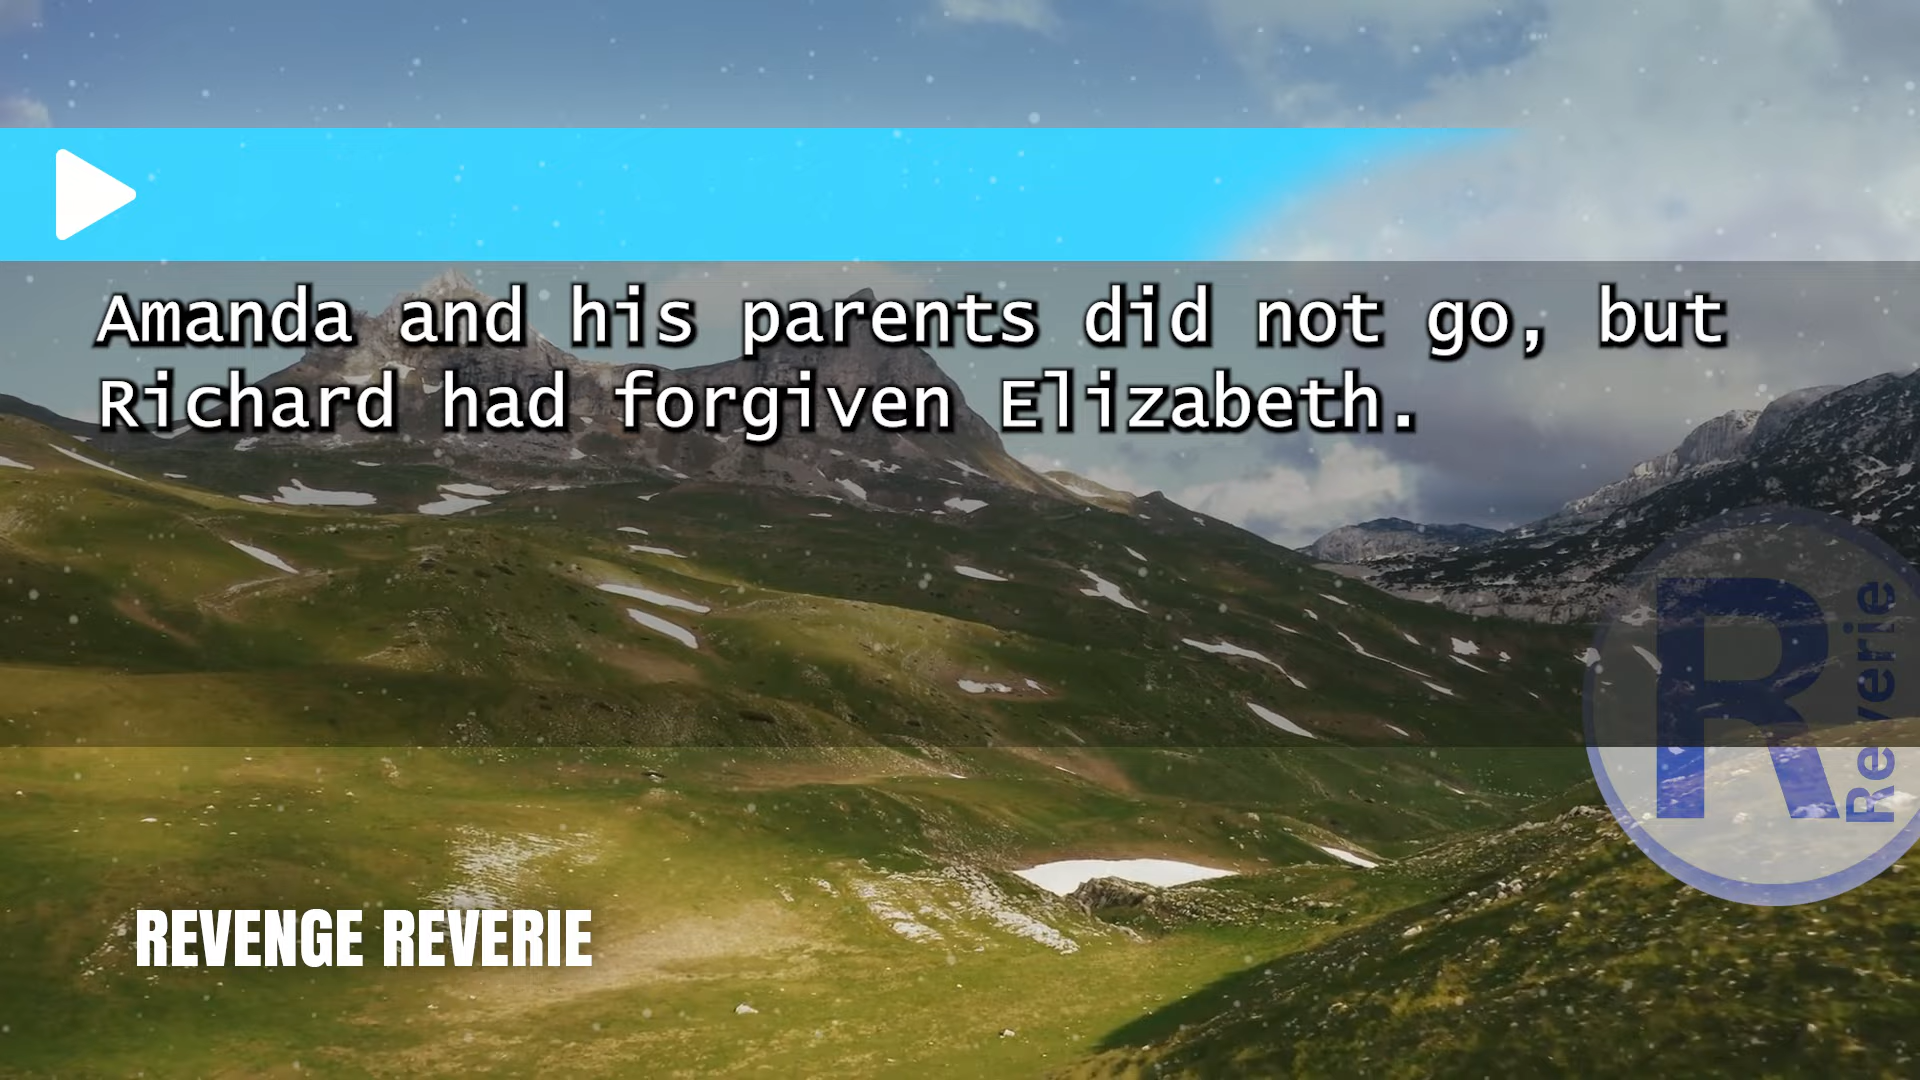 Amanda and his parents did not go, but
Richard had forgiven Elizabeth.
R
Reverie
REVENGE REVERIE